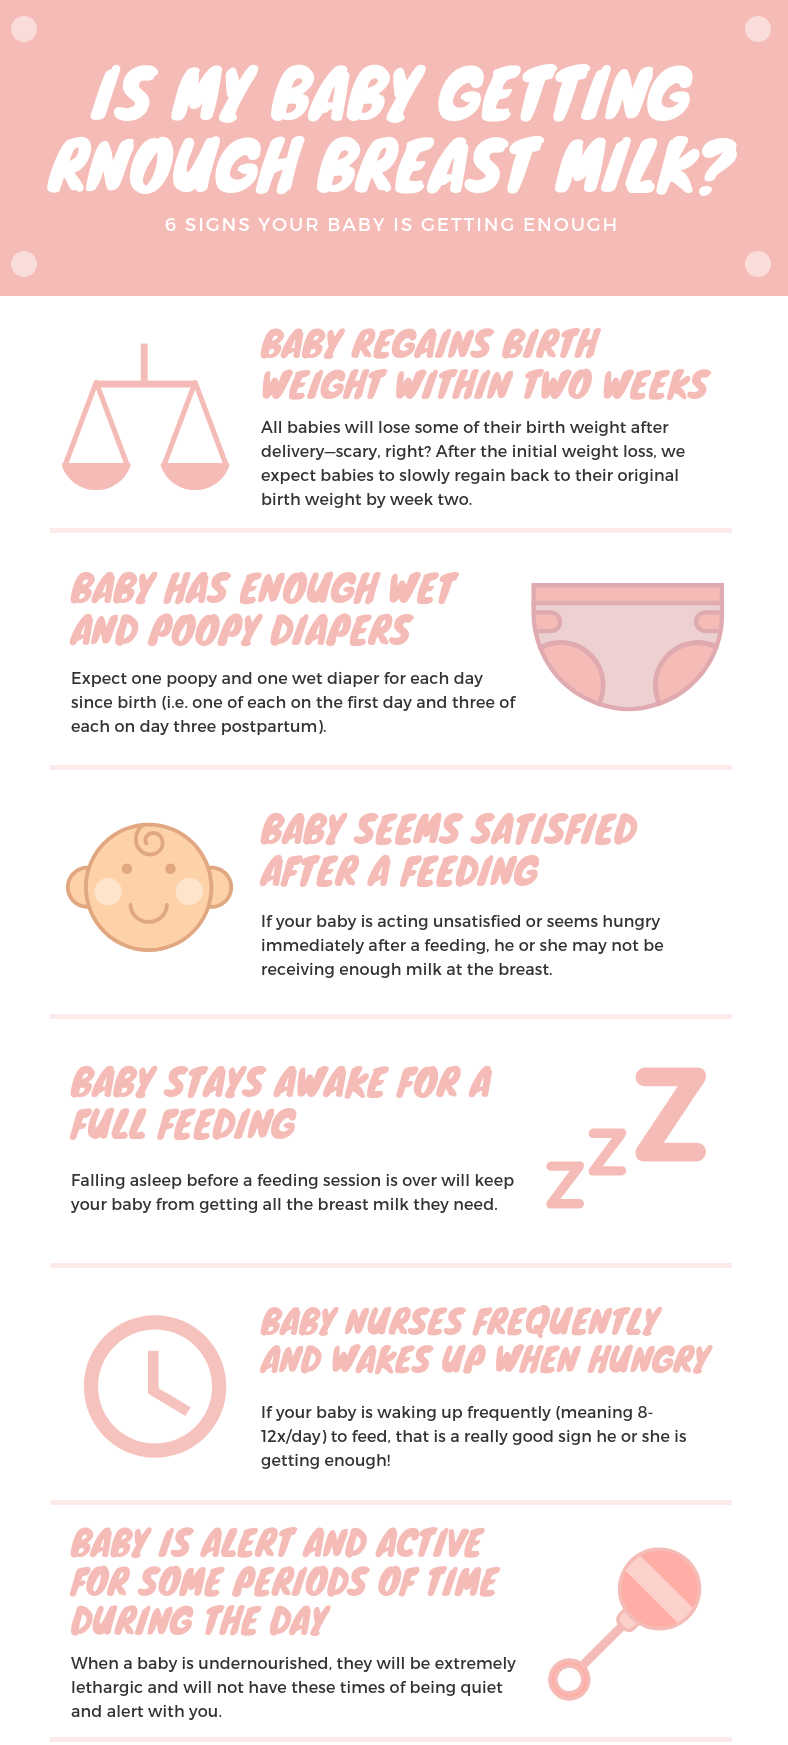 IS MY BABY GETTING
RNOUGH BREAST MILK?
6 SIGNS YOUR BABY IS GETTING ENOUGH
BABY REGAINS BIRTH
WEIGHT WITHIN TWO WEEKS
All babies will lose some of their birth weight after
delivery—scary, right? After the initial weight loss, we
expect babies to slowly regain back to their original
birth weight by week two.
BABY HAS ENOUGH WET
AND POOPY DIAPERS
Expect one poopy and one wet diaper for each day
since birth (i.e. one of each on the first day and three of
each on day three postpartum).
BABY SEEMS SATISFIED
AFTER A FEEDING
If your baby is acting unsatisfied or seems hungry
immediately after a feeding, he or she may not be
receiving enough milk at the breast.
BABY STAYS AWAKE FOR A
FULL FEEDING
Falling asleep before a feeding session is over will keep
your baby from getting all the breast milk they need.
Z Z Z
BABY NURSES FREQUENTLY
AND WAKES UP WHEN HUNGRY
If your baby is waking up frequently (meaning 8-
12x/day) to feed, that is a really good sign he or she is
getting enough!
BABY IS ALERT AND ACTIVE
FOR SOME PERIODS OF TIME
DURING THE DAY
When a baby is undernourished, they will be extremely
lethargic and will not have these times of being quiet
and alert with you.